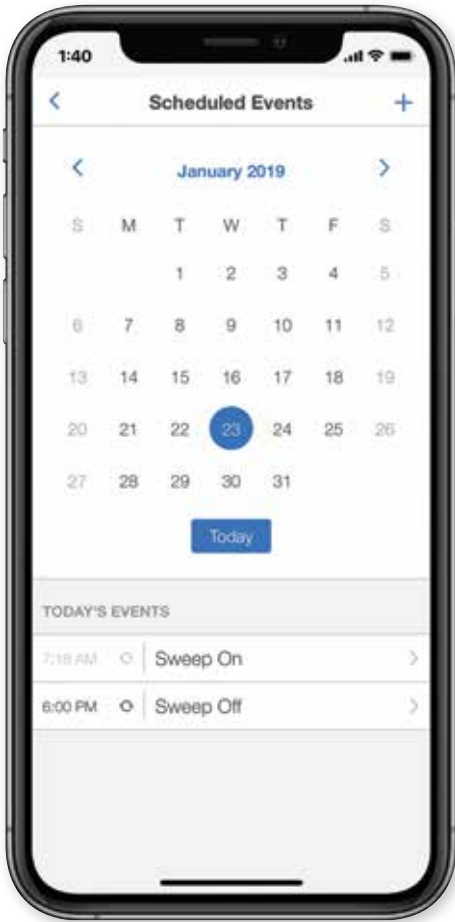 1:40
Scheduled Events +
January 2019
S M T W T F S
1 2 3 4 5
6 7 8 9 10 11 12
13 14 15 16 17 18 19
20 21 22 23 24 25 26
27 28 29 30 31
Today
TODAY'S EVENTS
7:18 AM Sweep On
6:00 PM Sweep Off